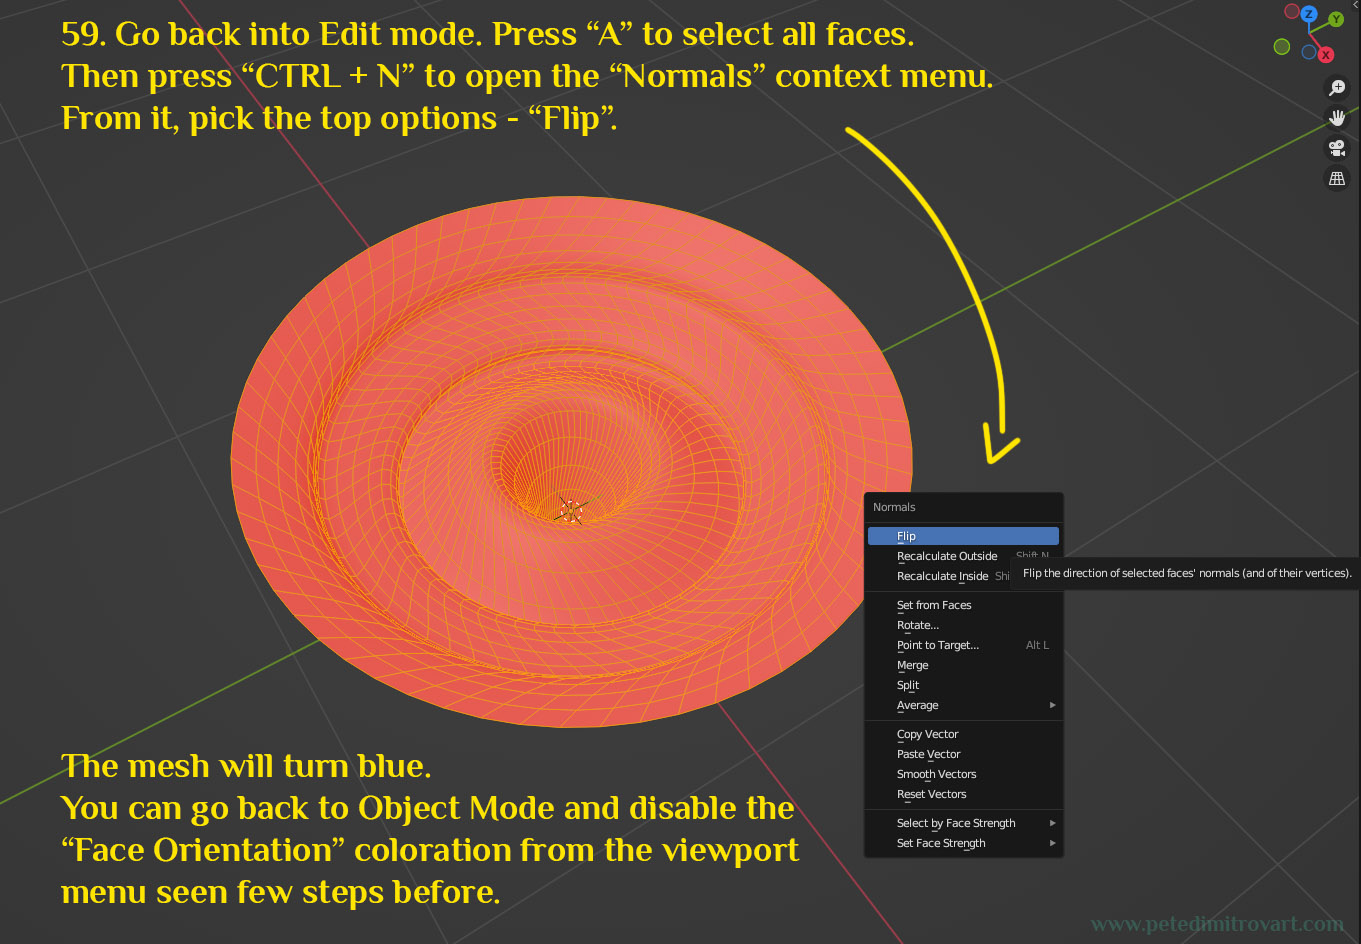 59. Go back into Edit mode. Press “A” to select all faces.
Then press “CTRL + N” to open the “Normals” context menu.
From it, pick the top options - “Flip”.
Z
Y
X
Normals
Flip
Recalculate Outside Shift N
Recalculate Inside Shi
Flip the direction of selected faces' normals (and of their vertices).
Set from Faces
Rotate...
Point to Target... Alt L
Merge
Split
Average
Copy Vector
Paste Vector
Smooth Vectors
Reset Vectors
Select by Face Strength
Set Face Strength
The mesh will turn blue.
You can go back to Object Mode and disable the
“Face Orientation” coloration from the viewport
menu seen few steps before.
www.petedimitrovart.com